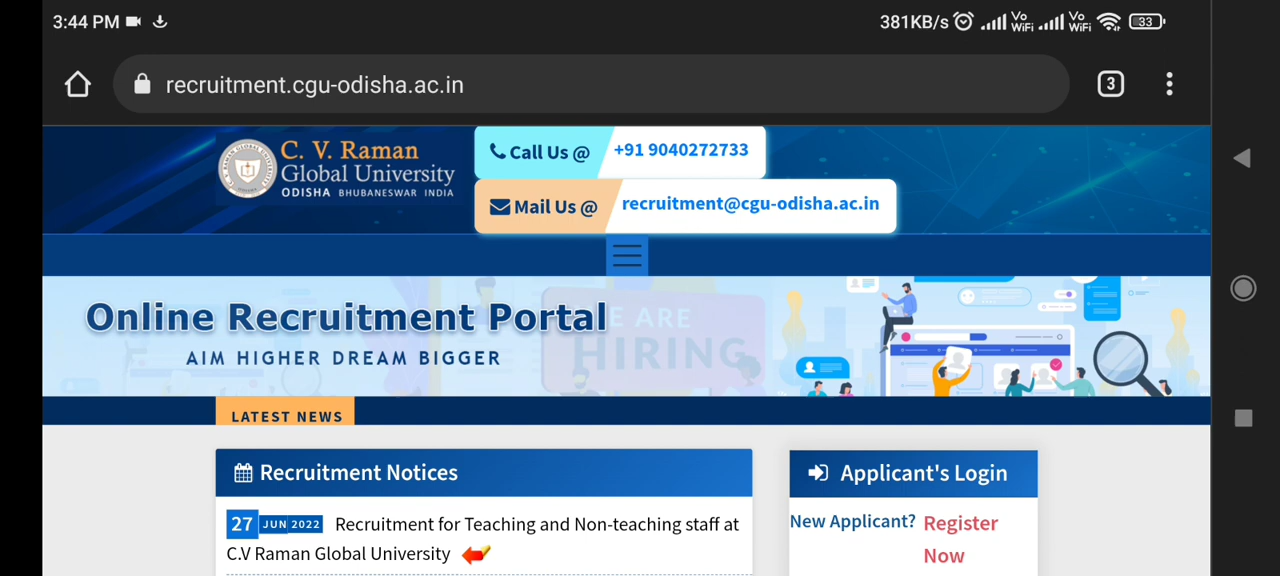 3:44 PM
381KB/s Vo WiFi Vo WiFi 33
recruitment.cgu-odisha.ac.in 3
C. V. Raman
Global University
ODISHA BHUBANESWAR INDIA
Call Us @ +91 9040272733
Mail Us @ recruitment@cgu-odisha.ac.in
Online Recruitment Portal
E ARE
HIRING
AIM HIGHER DREAM BIGGER
LATEST NEWS
Recruitment Notices
27 JUN 2022 Recruitment for Teaching and Non-teaching staff at
C.V Raman Global University
Applicant's Login
New Applicant? Register
Now